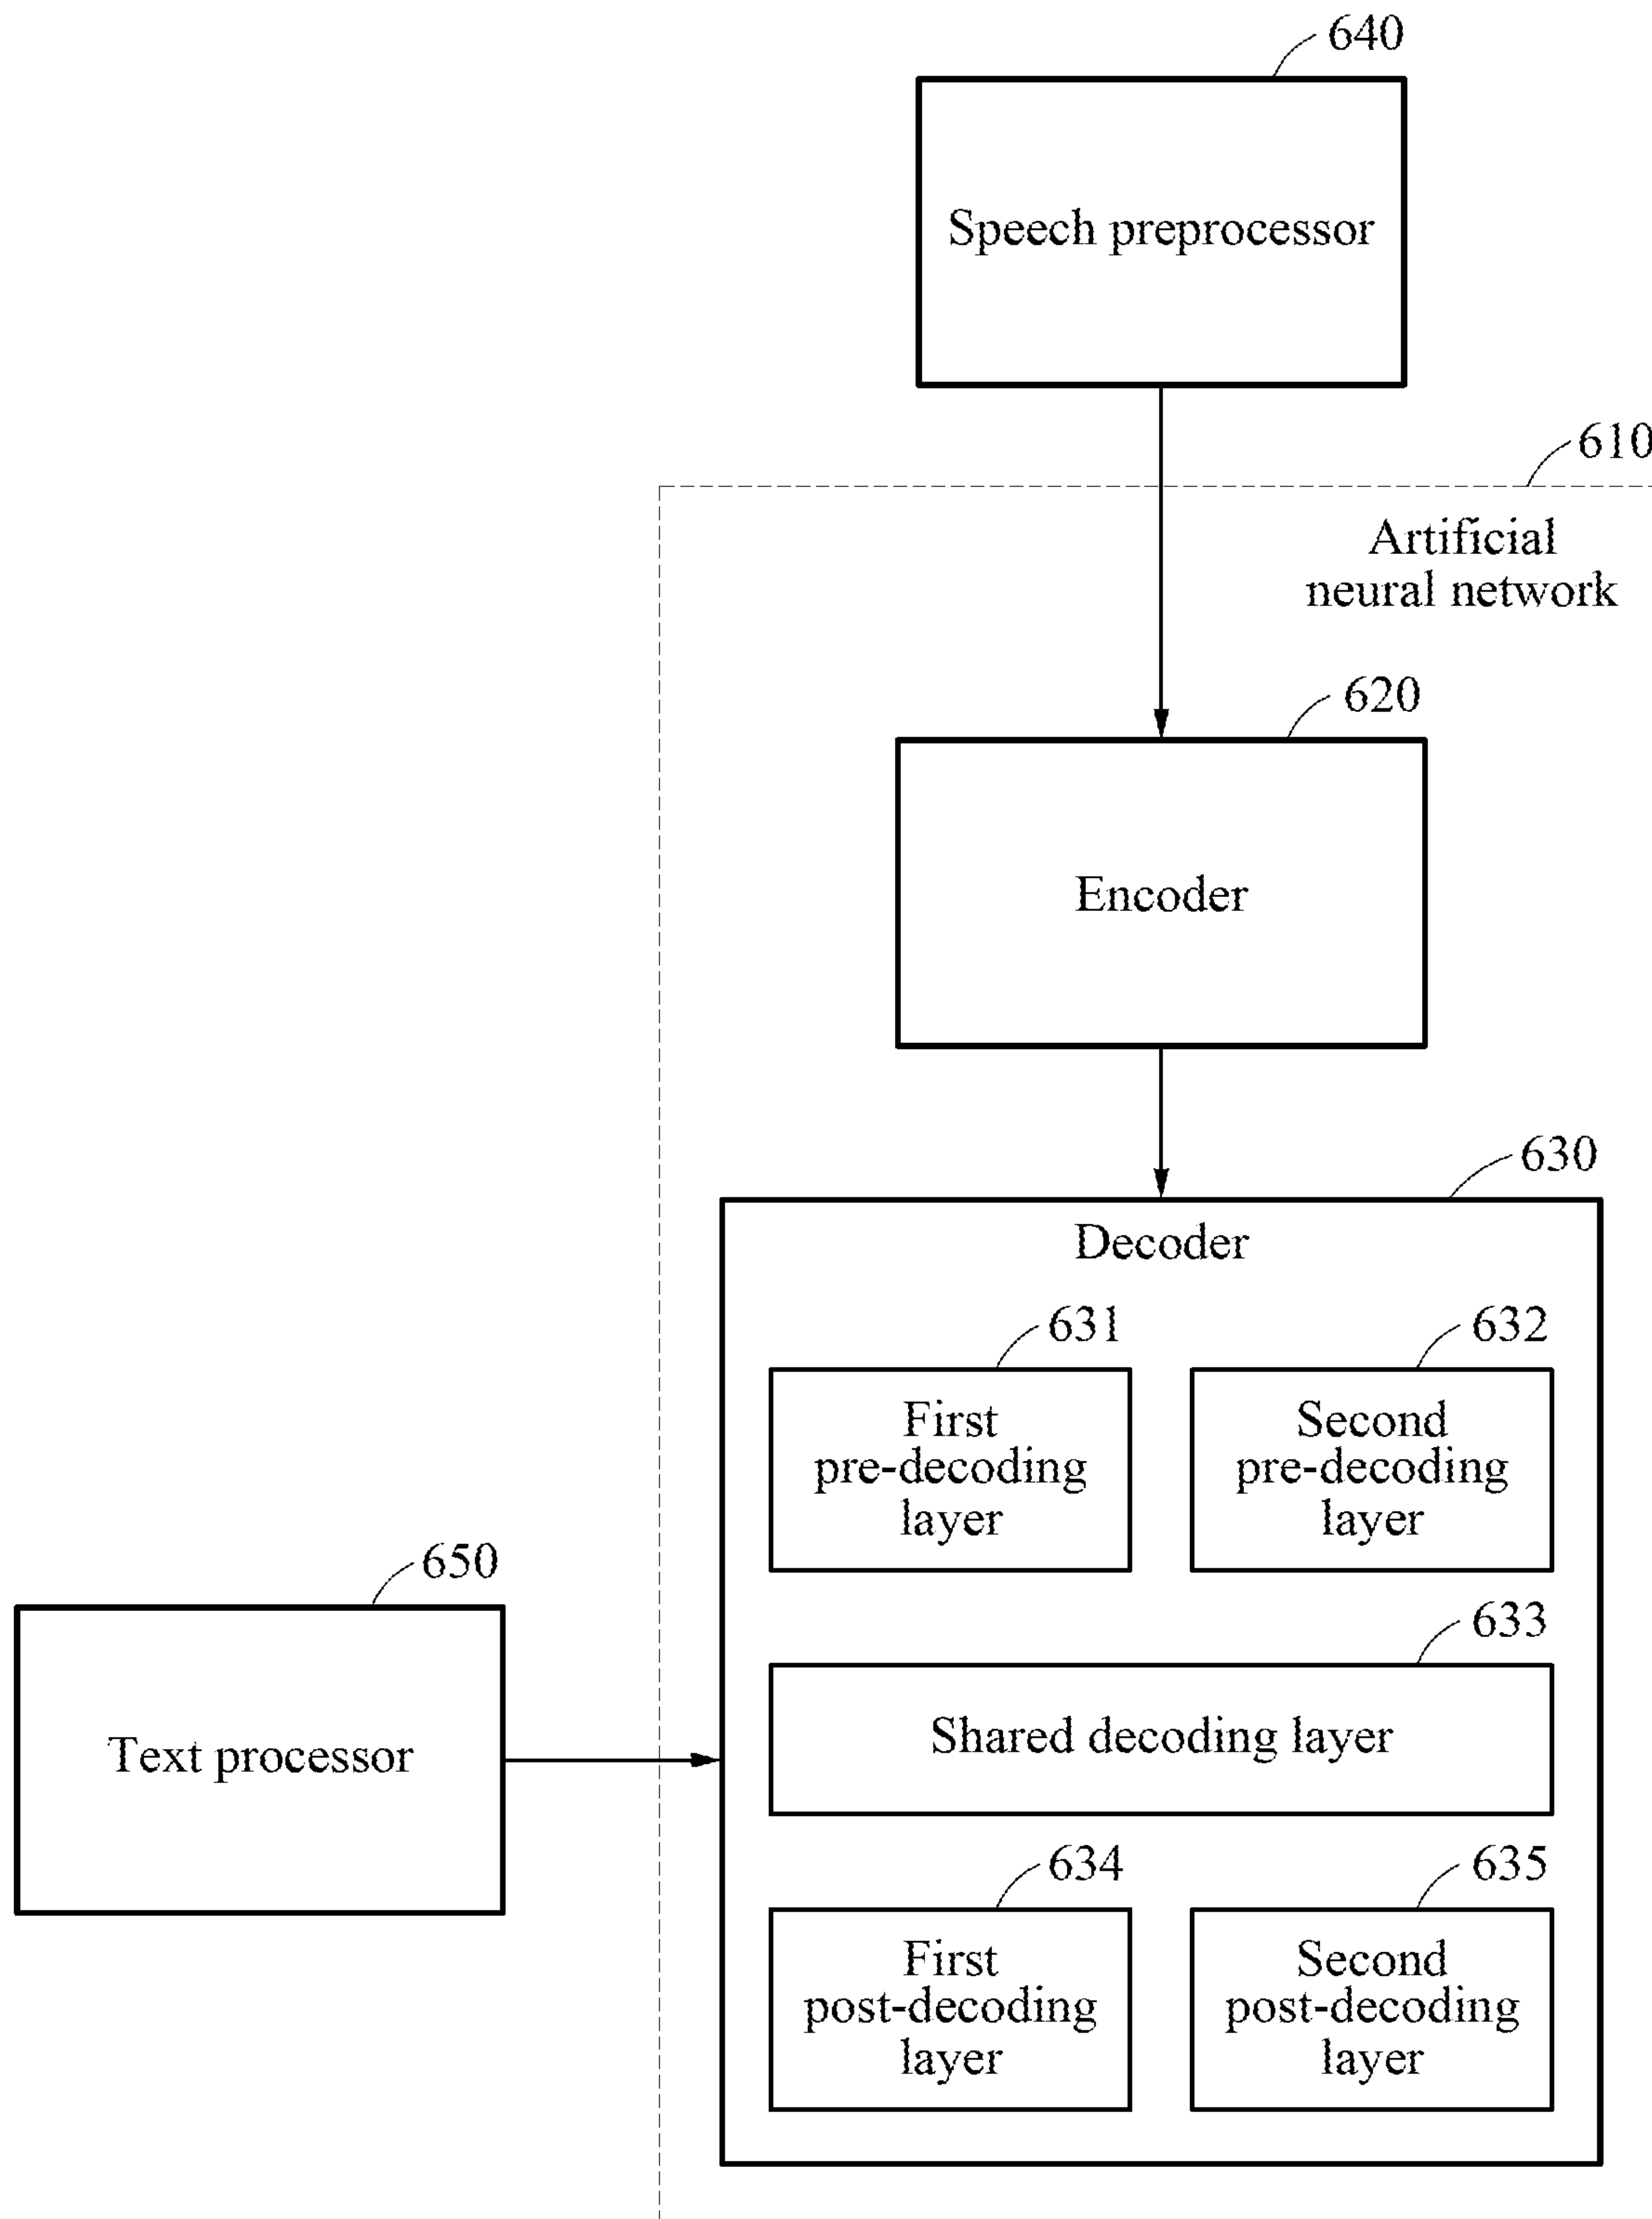 640
Speech preprocessor
610
Artificial
neural network
620
Encoder
630
Decoder
631
632
First
pre-decoding
layer
Second
pre-decoding
layer
650
Text processor
633
Shared decoding layer
634
635
First
post-decoding
layer
Second
post-decoding
layer